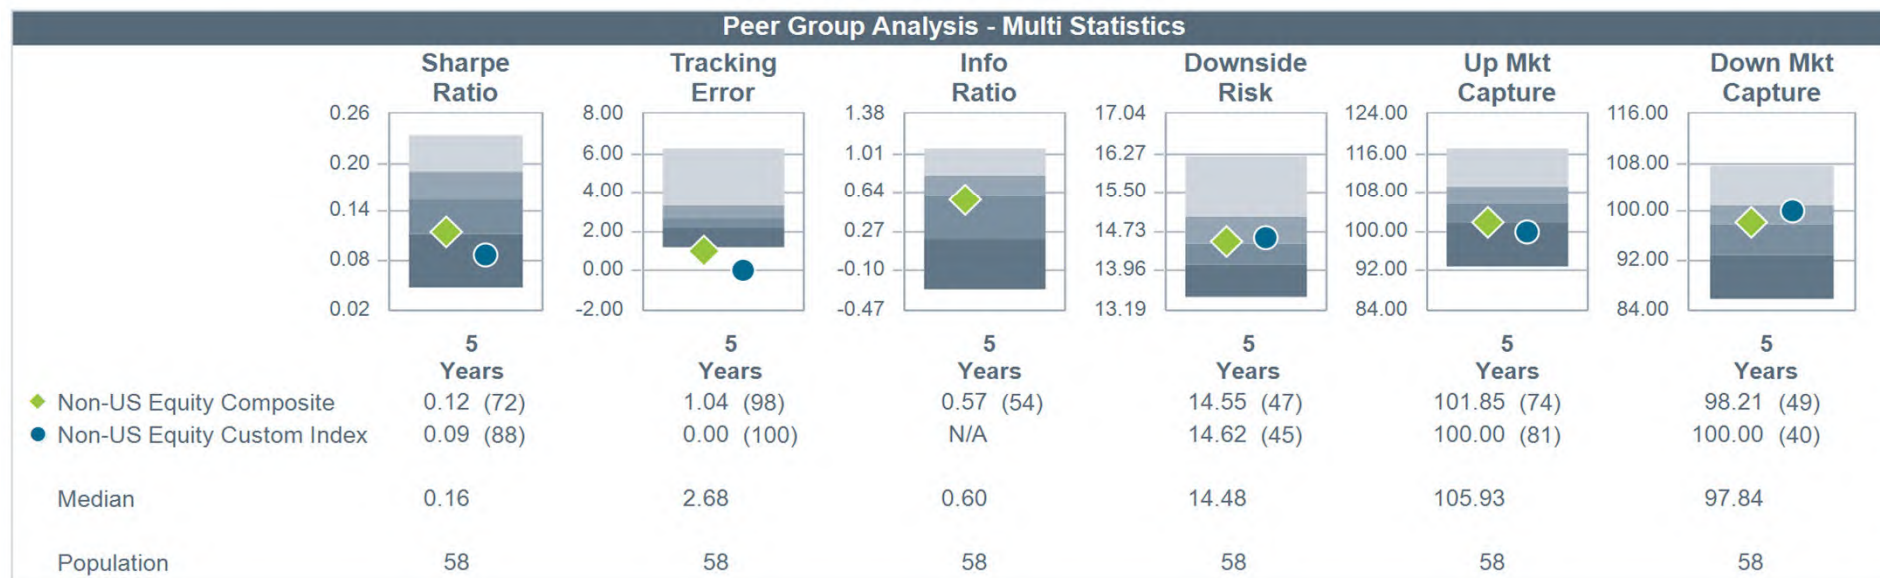 Peer Group Analysis - Multi Statistics
Sharpe Ratio
Tracking Error
Info Ratio
Downside Risk
Up Mkt Capture
Down Mkt Capture
0.26 8.00 1.38 17.04 124.00 116.00
0.20 6.00 1.01 16.27 116.00 108.00
0.14 4.00 0.64 15.50 108.00 100.00
0.08 2.00 0.27 14.73 100.00 92.00
0.02 0.00 -0.10 13.96 92.00 84.00
-2.00 -0.47 13.19 84.00
5 5 5 5 5 5
Years Years Years Years Years Years
Non-US Equity Composite 0.12 (72) 1.04 (98) 0.57 (54) 14.55 (47) 101.85 (74) 98.21 (49)
Non-US Equity Custom Index 0.09 (88) 0.00 (100) N/A 14.62 (45) 100.00 (81) 100.00 (40)
Median 0.16 2.68 0.60 14.48 105.93 97.84
Population 58 58 58 58 58 58